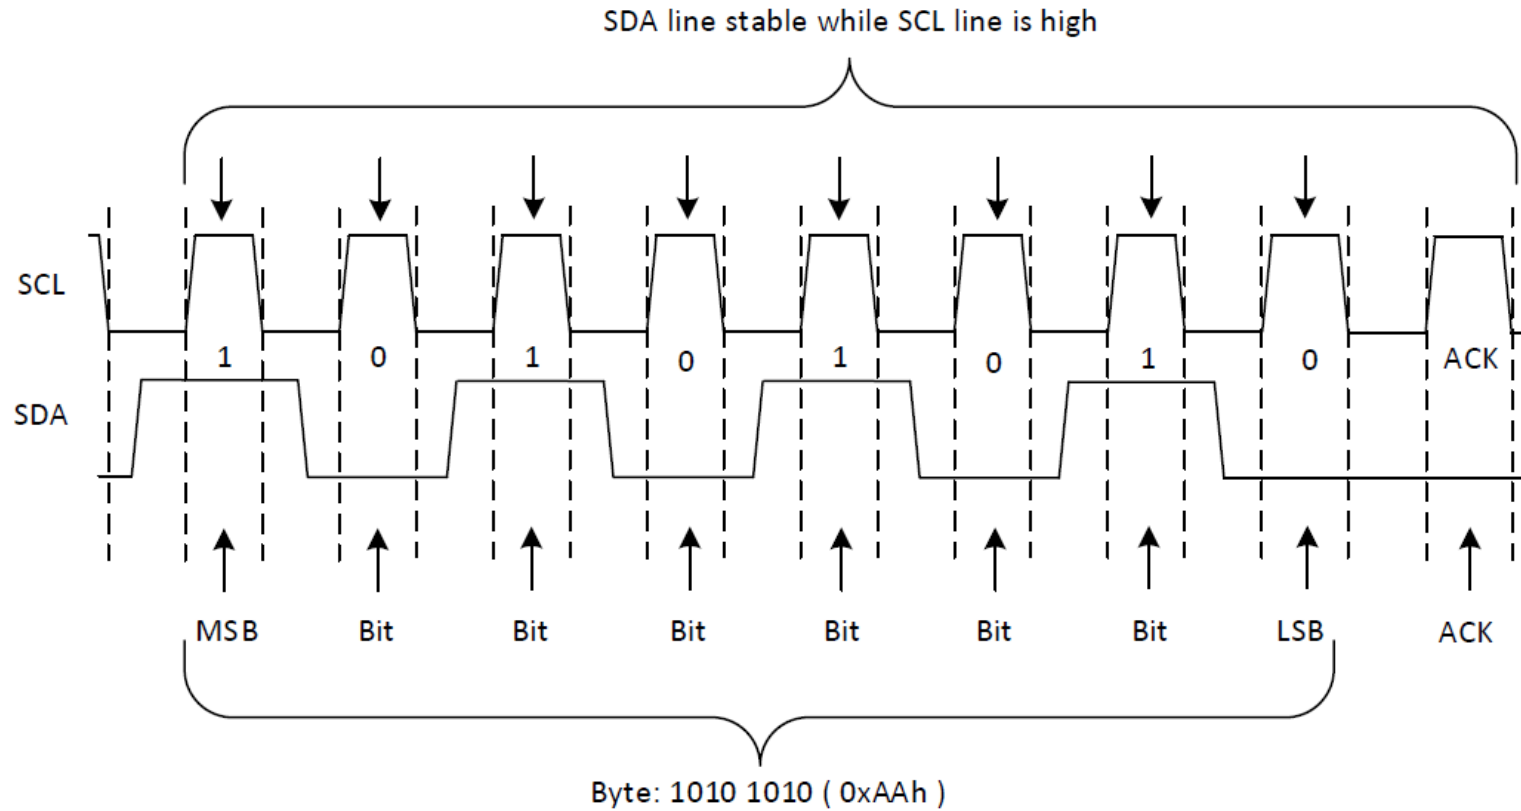 SDA line stable while SCL line is high
SCL
1 0 1 0 1 0 1 0 ACK
SDA
MSB Bit Bit Bit Bit Bit Bit LSB ACK
Byte: 1010 1010 ( 0xAAh )